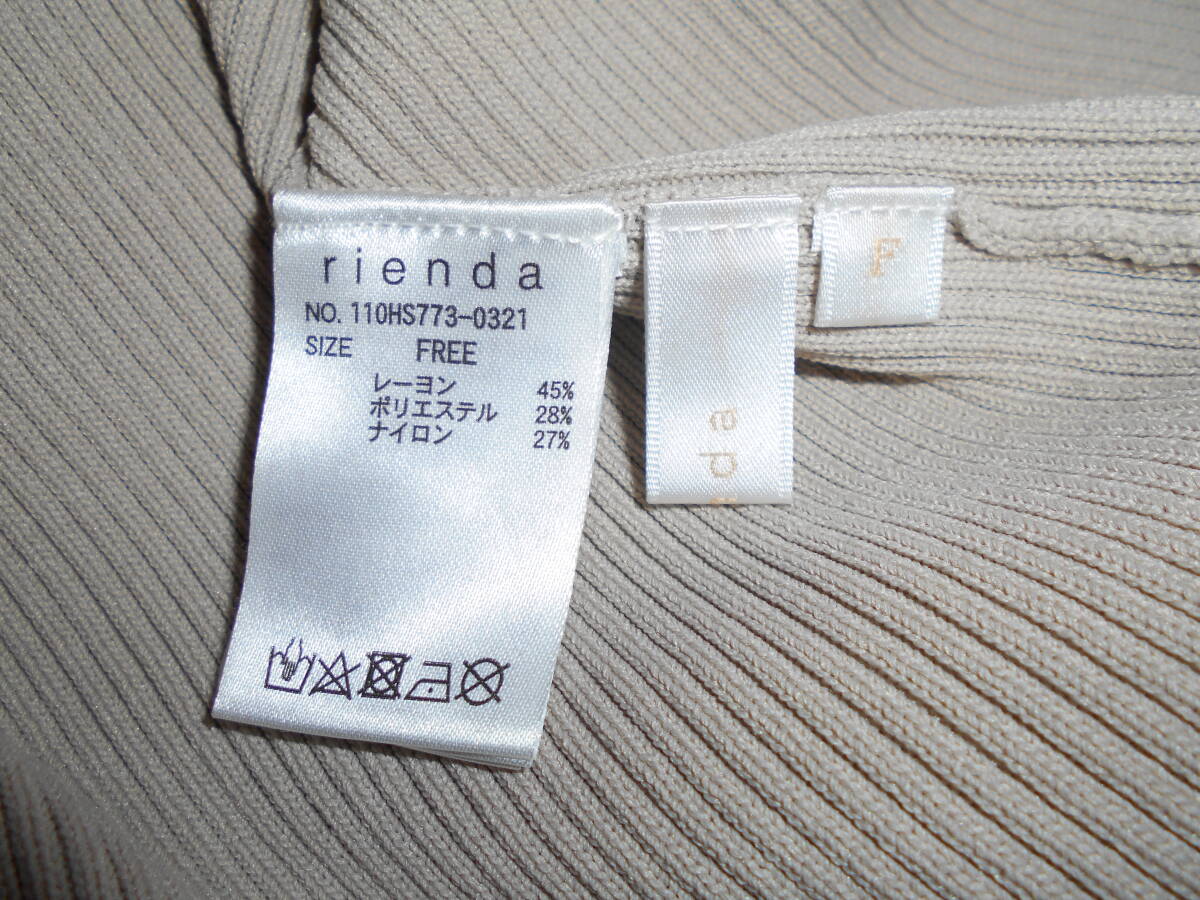 rienda
NO. 110HS773-0321
SIZE FREE
レーヨン 45%
ポリエステル 28%
ナイロン 27%
da
F